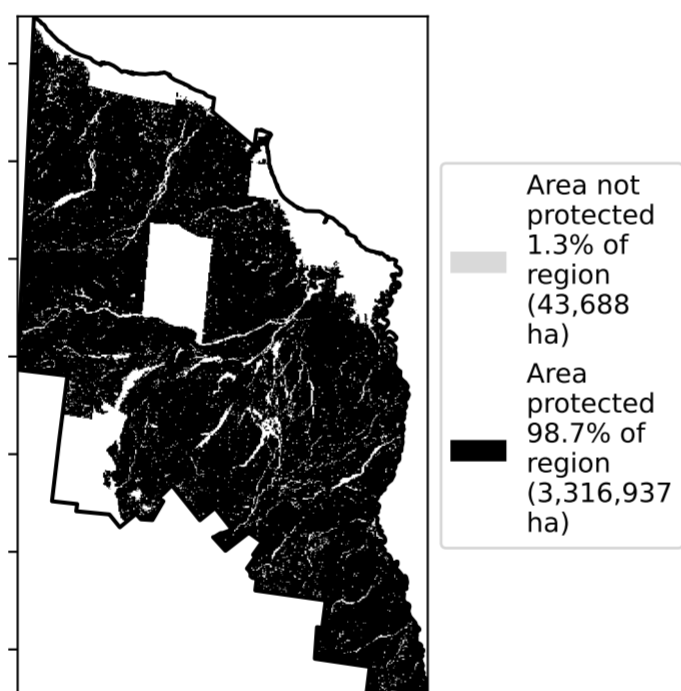 Area not
protected
1.3% of
region
(43,688
ha)
Area
protected
98.7% of
region
(3,316,937
ha)